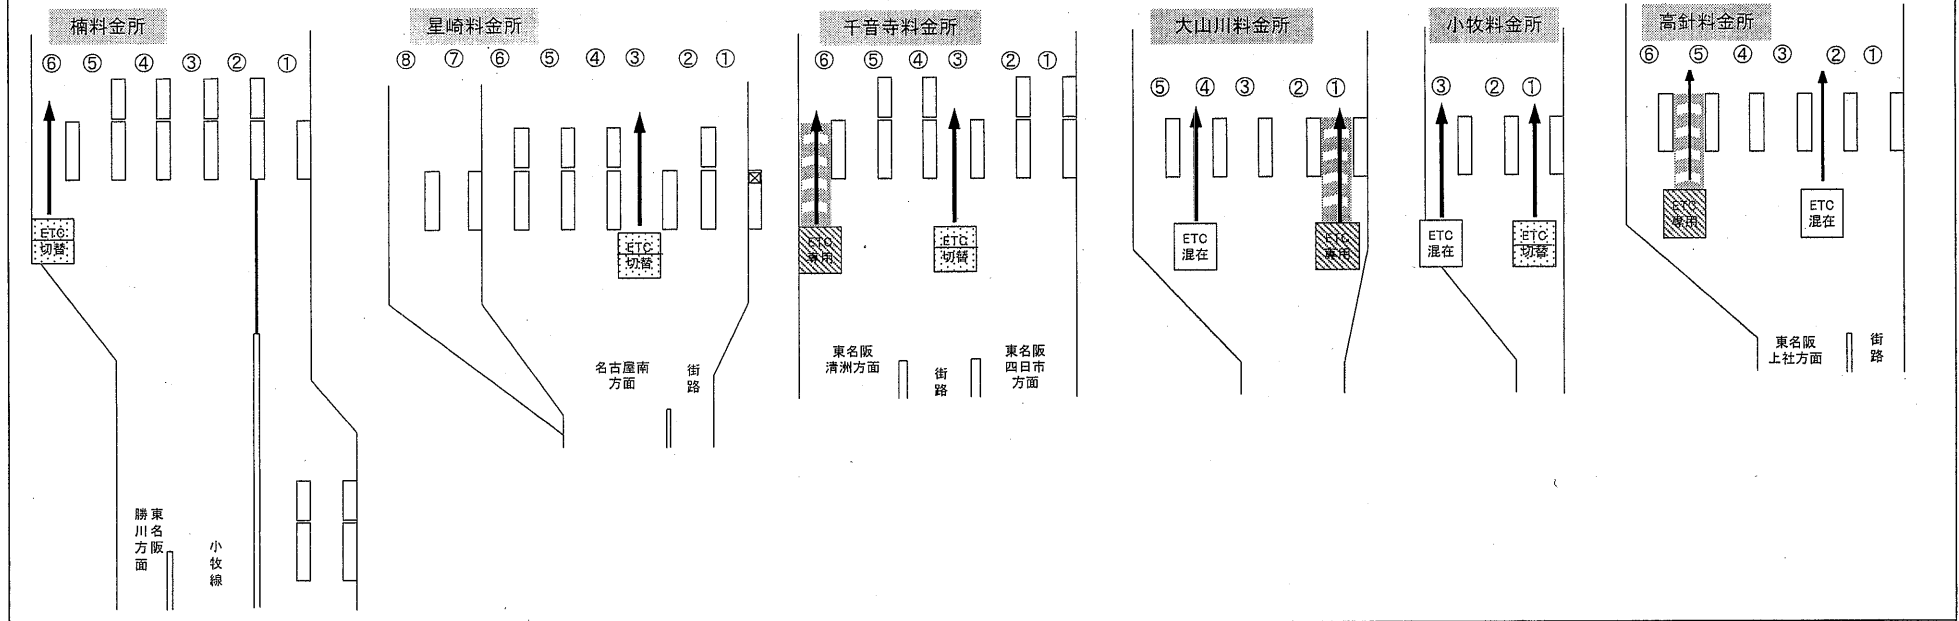 楠料金所
⑥ ⑤ ④ ③ ② ①
ETC
切替
東名阪
勝川方面
小牧線
星崎料金所
⑧ ⑦ ⑥ ⑤ ④ ③ ② ①
ETC
切替
名古屋南
方面
街路
千音寺料金所
⑥ ⑤ ④ ③ ② ①
ETC
専用
ETC
切替
東名阪
清洲方面
街路
東名阪
四日市
方面
大山川料金所
⑤ ④ ③ ② ①
ETC
混在
ETC
専用
小牧料金所
③ ② ①
ETC
混在
ETC
切替
高針料金所
⑥ ⑤ ④ ③ ② ①
ETC
専用
ETC
混在
東名阪
上社方面
街路